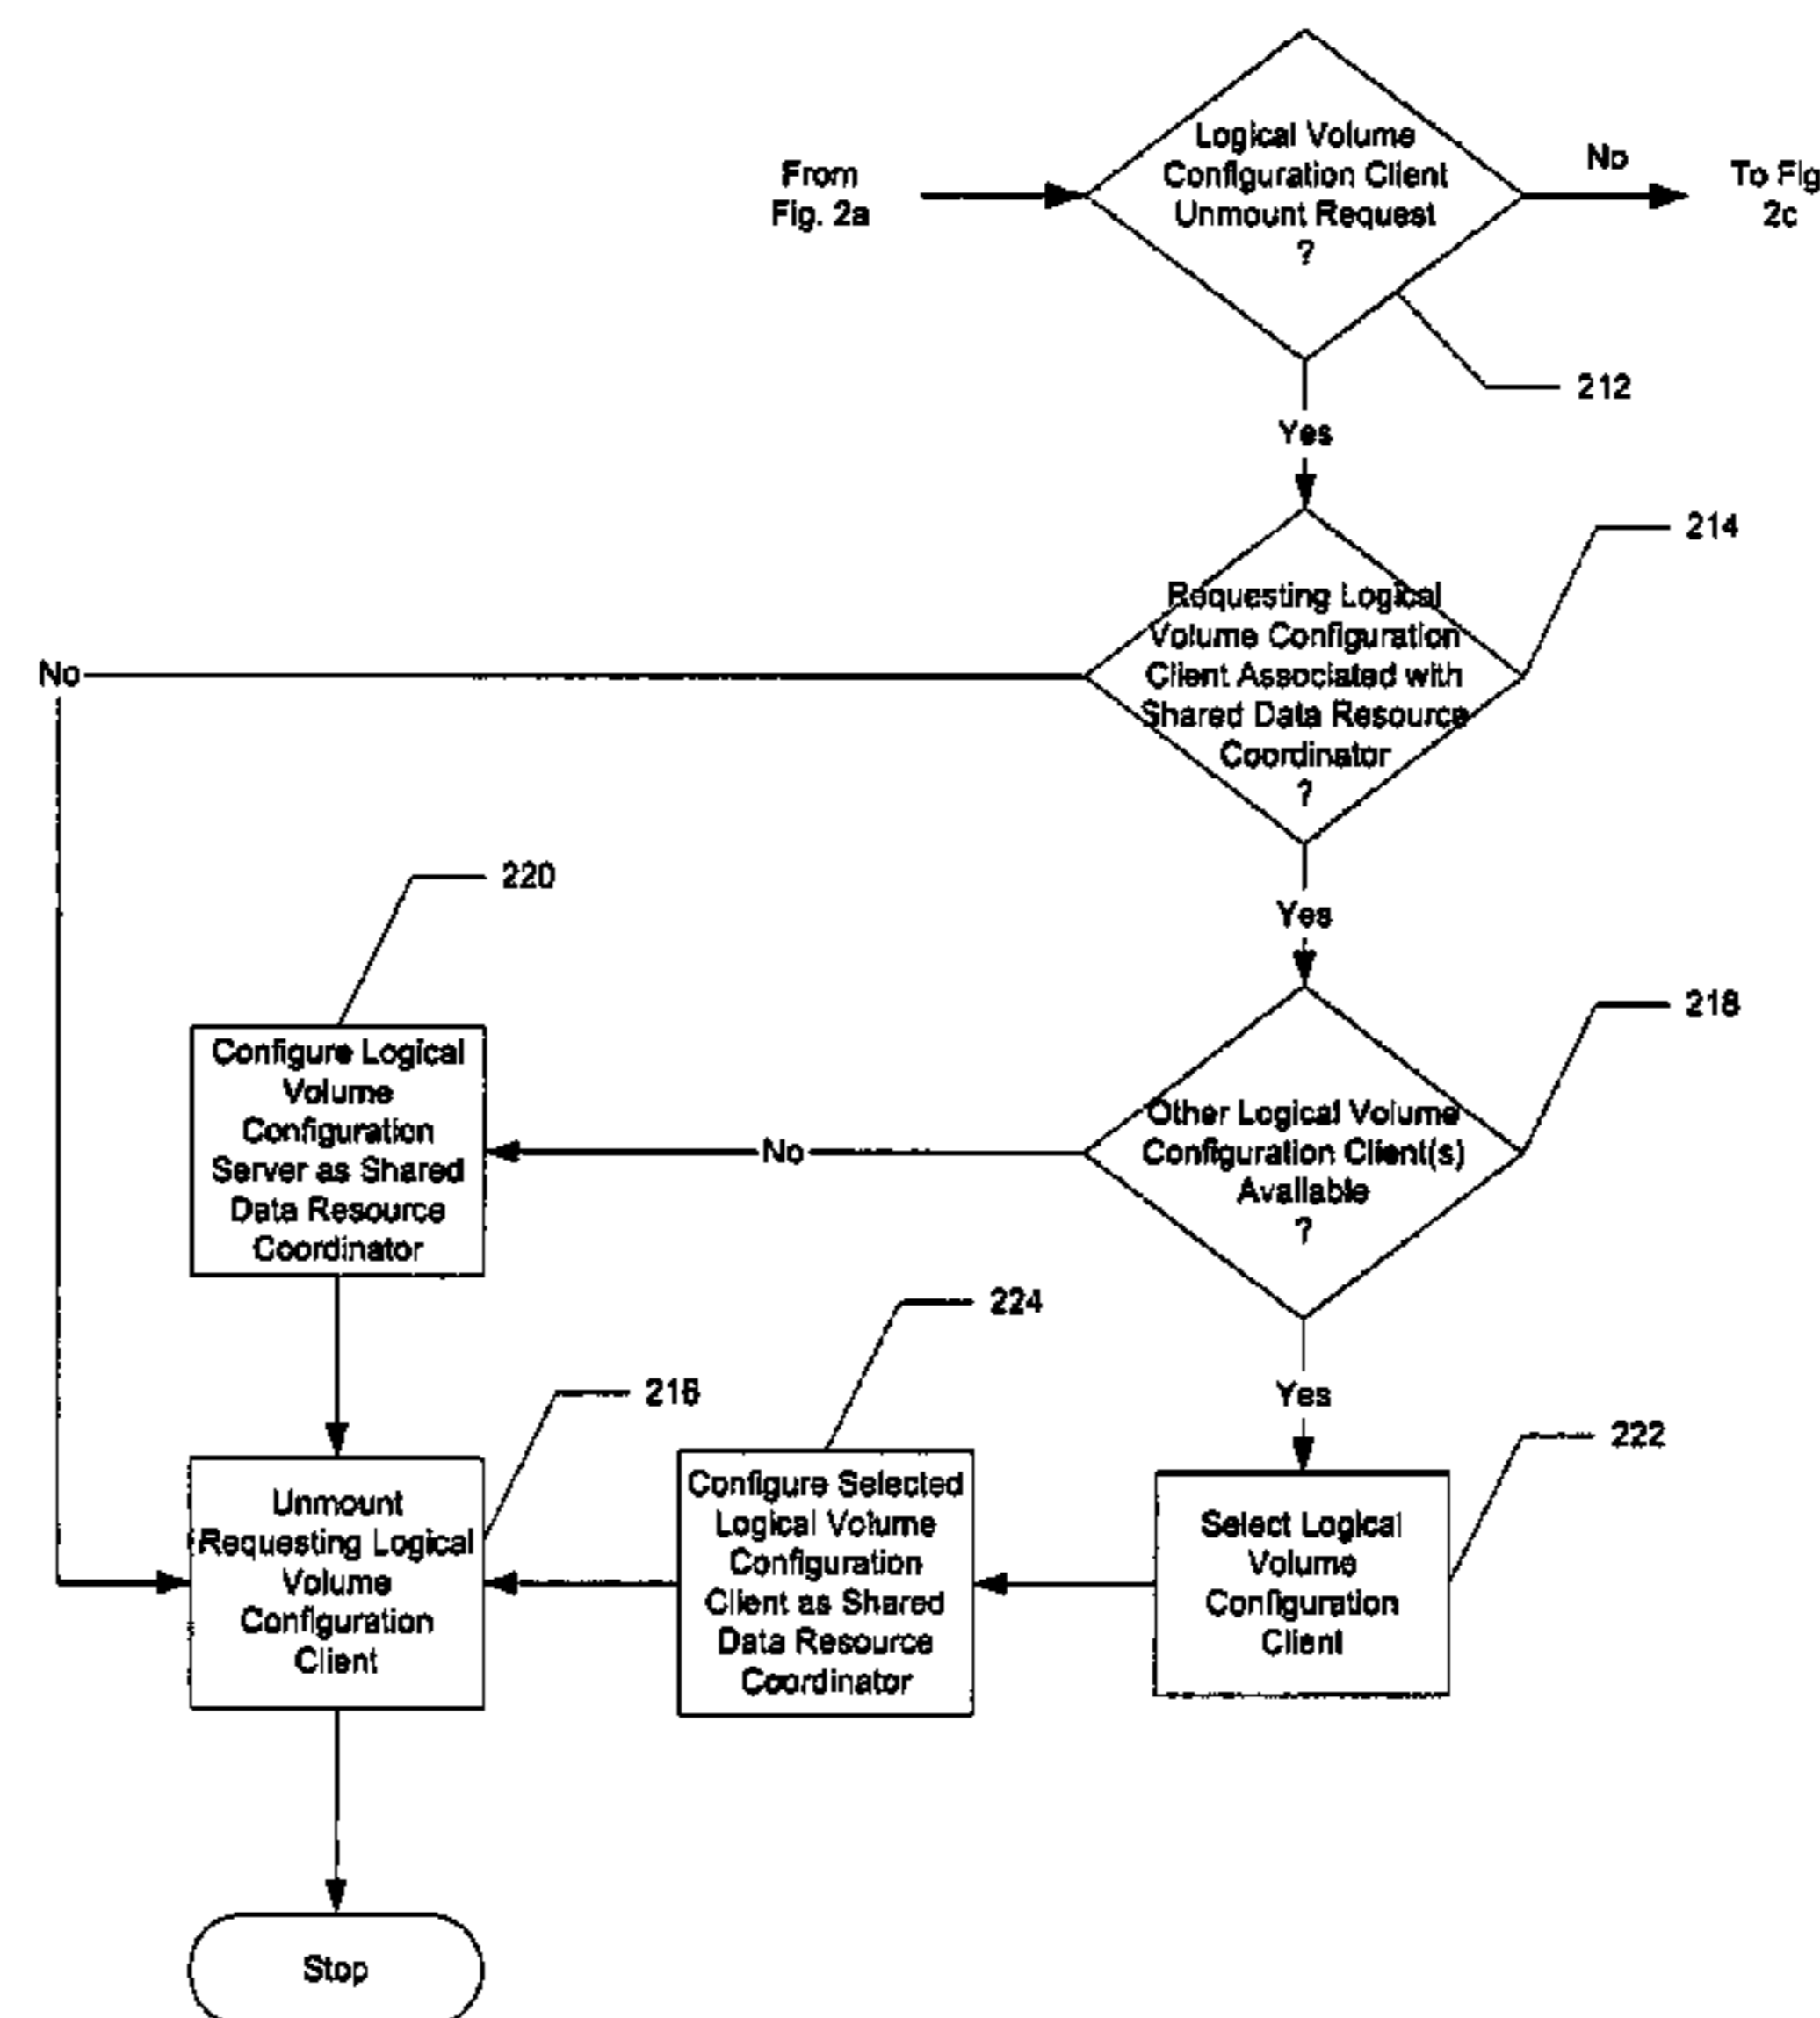 Logical Volume
Configuration Client
Unmount Request
?
From
Fig. 2a
No
To Fig
2c
212
Yes
214
Requesting Logical
Volume Configuration
Client Associated with
Shared Data Resource
Coordinator
?
No
220
Yes
218
Configure Logical
Volume
Configuration
Server as Shared
Data Resource
Coordinator
No
Other Logical Volume
Configuration Client(s)
Available
?
224
216
Yes
222
Unmount
Requesting Logical
Volume
Configuration
Client
Configure Selected
Logical Volume
Configuration
Client as Shared
Data Resource
Coordinator
Select Logical
Volume
Configuration
Client
Stop